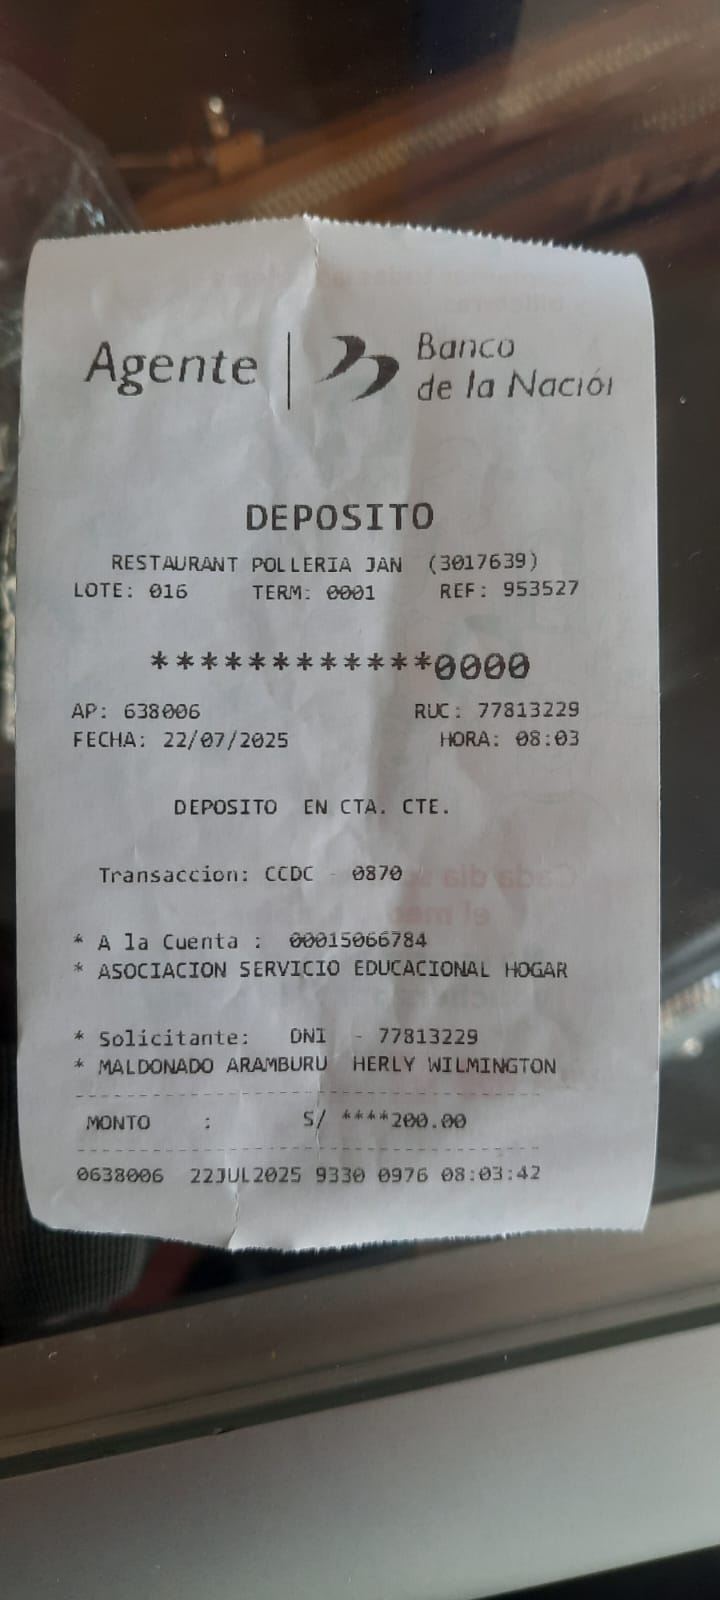 Agente | Banco
de la Nación
DEPOSITO
RESTAURANT POLLERIA JAN (3017639)
LOTE: 016 TERM: 0001 REF: 953527
************0000
AP: 638006 RUC: 77813229
FECHA: 22/07/2025 HORA: 08:03
DEPOSITO EN CTA. CTE.
Transaccion: CCDC - 0870
* A la Cuenta : 00015066784
* ASOCIACION SERVICIO EDUCACIONAL HOGAR
* Solicitante: DNI - 77813229
* MALDONADO ARAMBURU HERLY WILMINGTON
MONTO : S/ ****200.00
0638006 22JUL2025 9330 0976 08:03:42